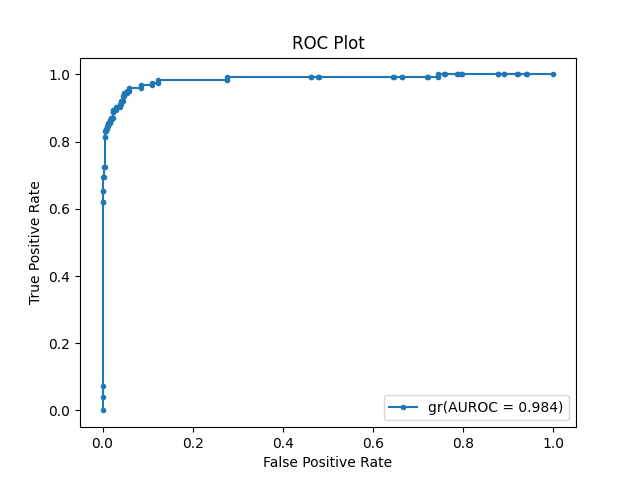 ROC Plot
True Positive Rate
1.0
0.8
0.6
0.4
0.2
0.0
0.0 0.2 0.4 0.6 0.8 1.0
False Positive Rate
gr(AUROC = 0.984)